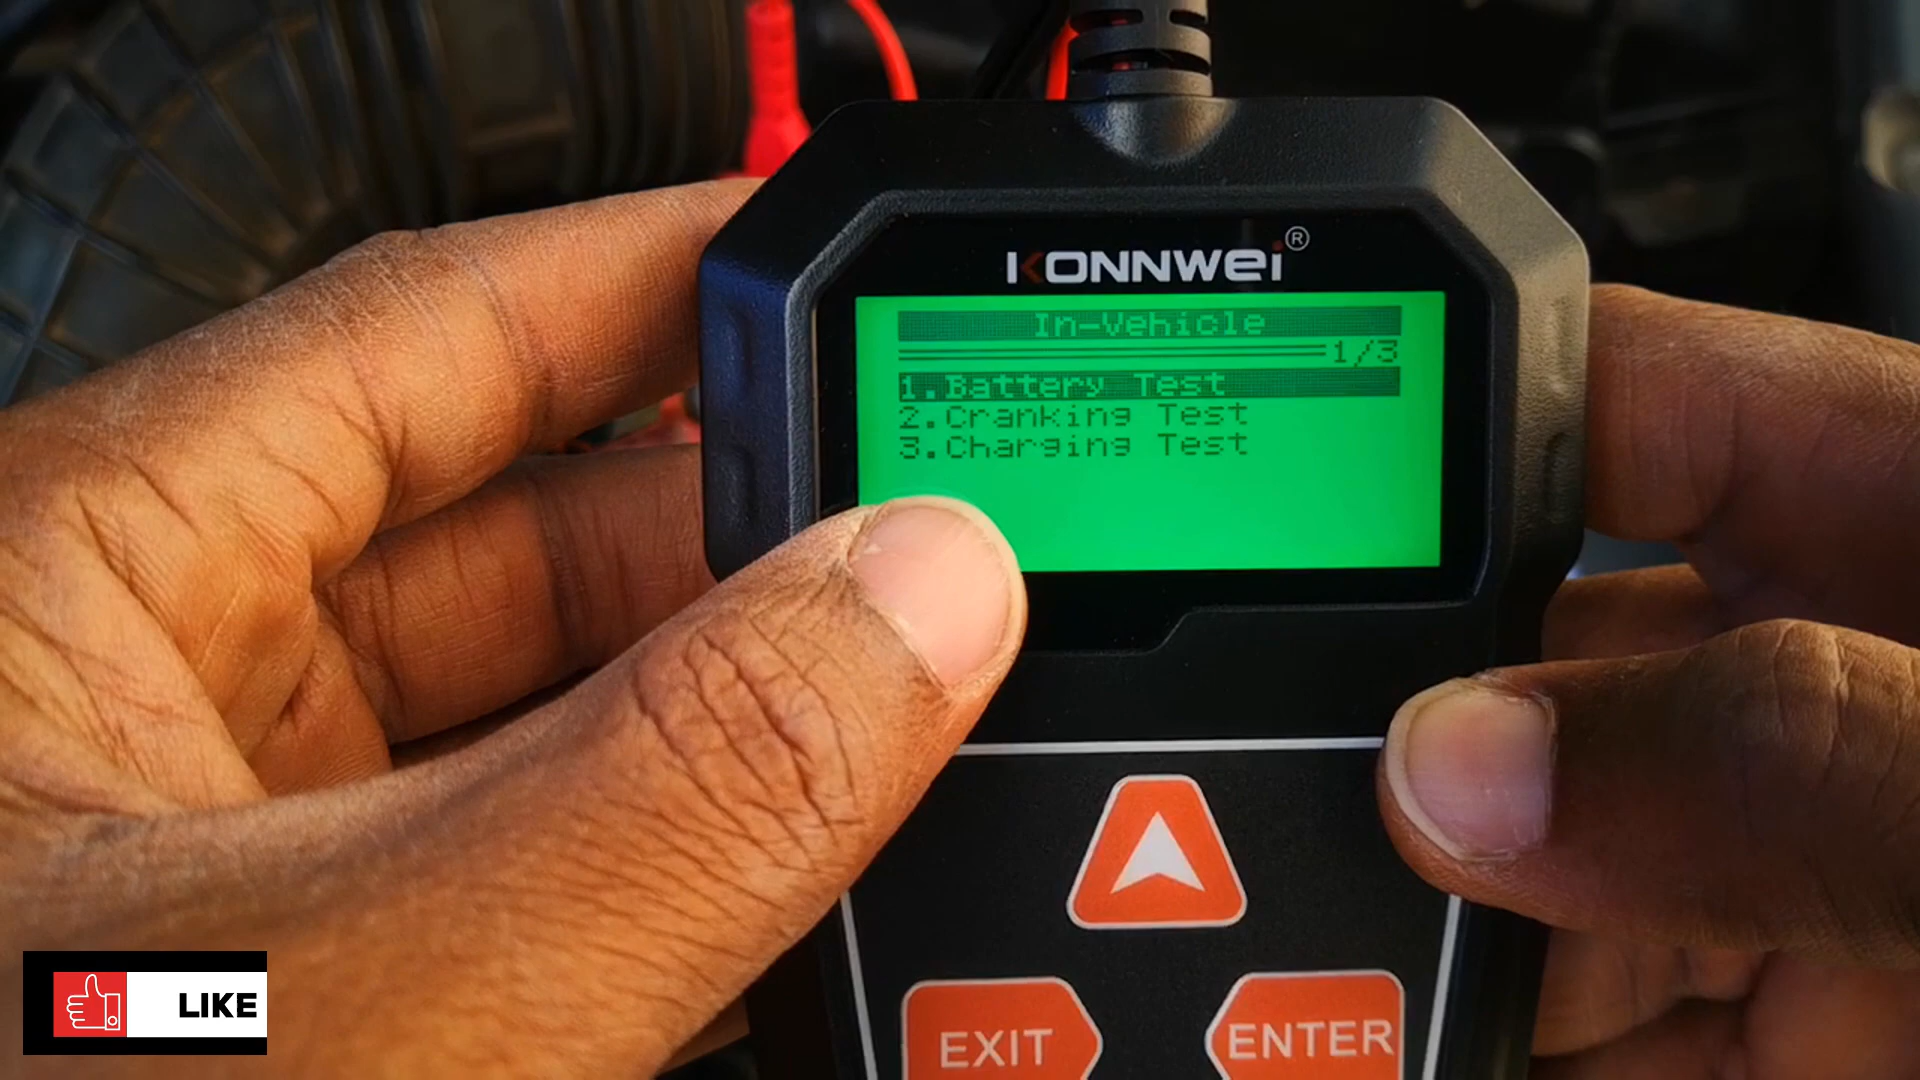 KONNWEI®
In-Vehicle
1/3
1.Battery Test
2.Cranking Test
3.Charging Test
EXIT
ENTER
LIKE